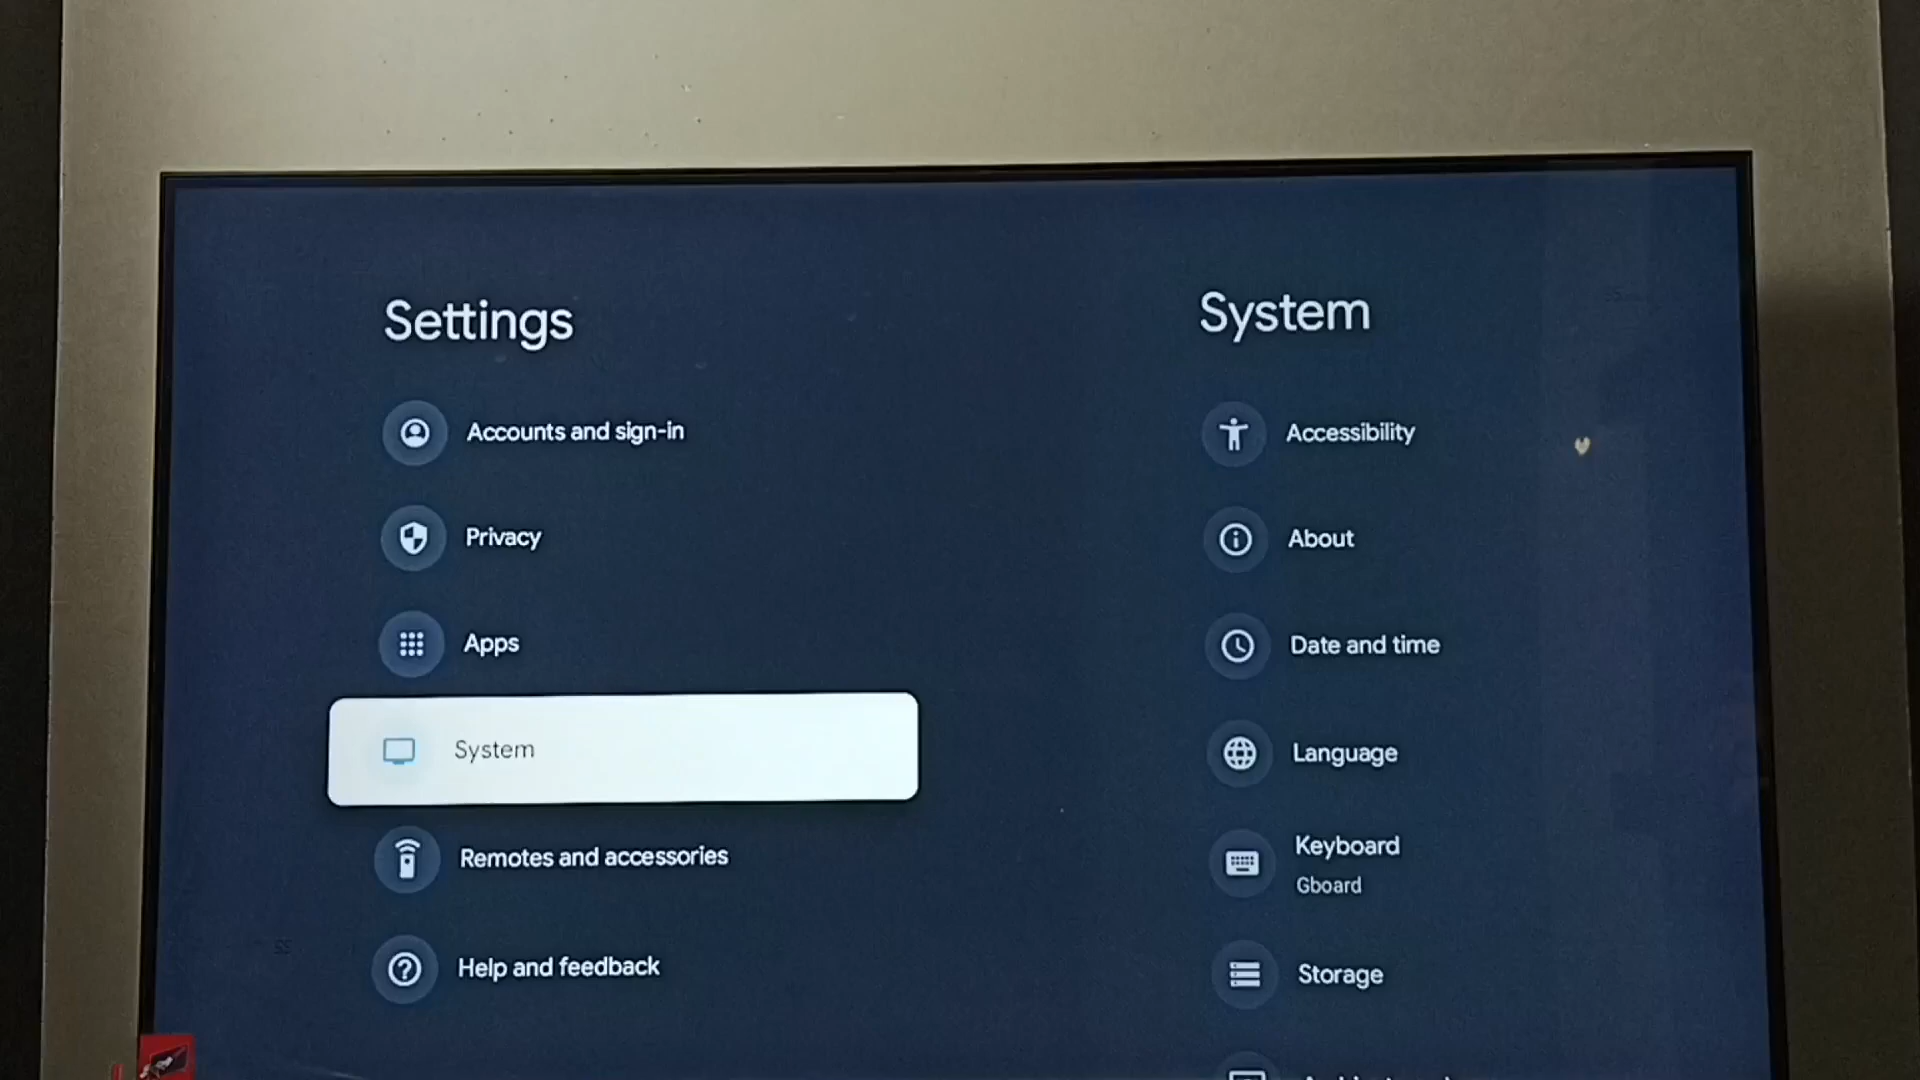 Settings
Accounts and sign-in
Privacy
Apps
System
Remotes and accessories
Help and feedback
System
Accessibility
About
Date and time
Language
Keyboard
Gboard
Storage